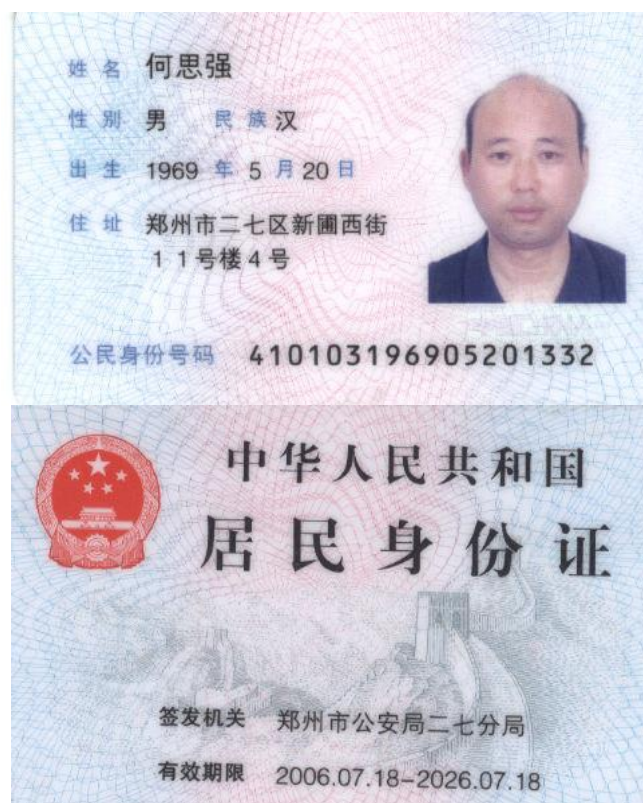 姓名 何思强
性别 男 民族 汉
出生 1969 年 5 月 20 日
住址 郑州市二七区新圃西街
11号楼4号
公民身份号码 410103196905201332
中华人民共和国
居民身份证
签发机关 郑州市公安局二七分局
有效期限 2006.07.18-2026.07.18